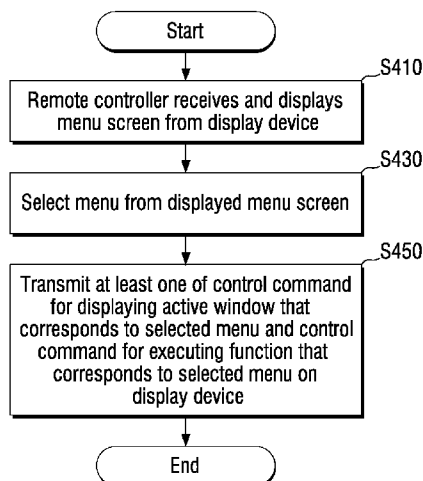 Start
S410
Remote controller receives and displays
menu screen from display device
S430
Select menu from displayed menu screen
S450
Transmit at least one of control command
for displaying active window that
corresponds to selected menu and control
command for executing function that
corresponds to selected menu on
display device
End